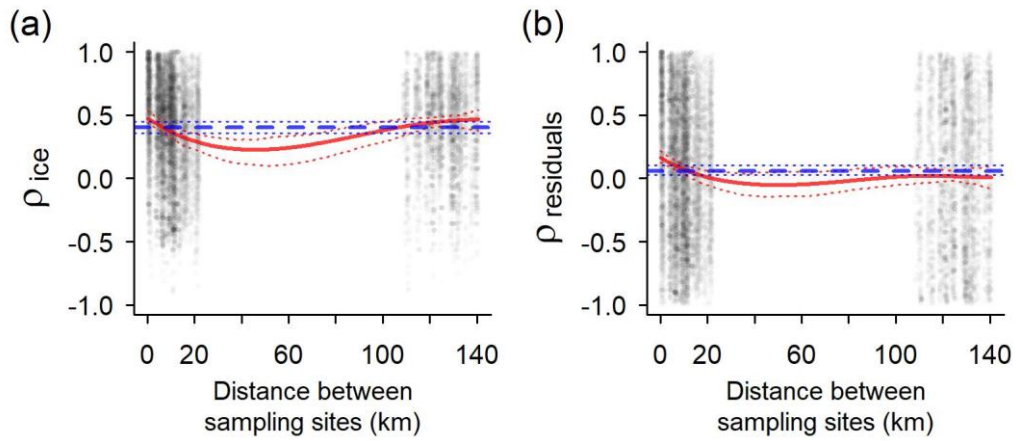 (a)
1.0
0.5
0.0
-0.5
-1.0
ρ ice
0 20 60 100 140
Distance between
sampling sites (km)
(b)
1.0
0.5
0.0
-0.5
-1.0
ρ residuals
0 20 60 100 140
Distance between
sampling sites (km)